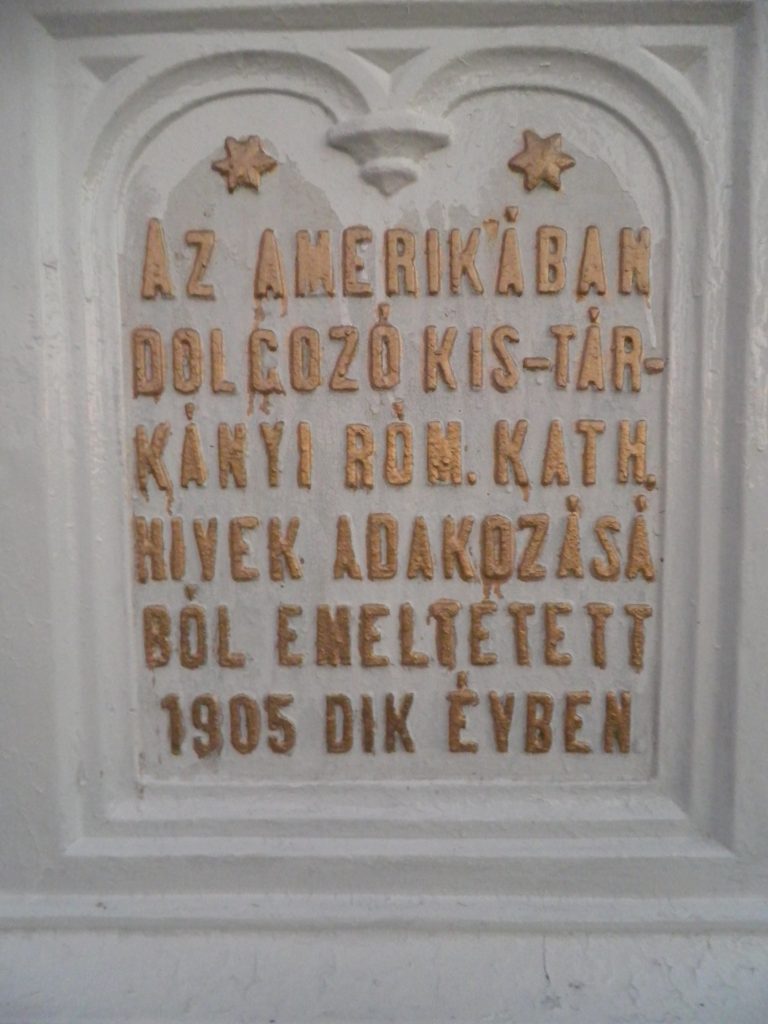 AZ AMERIKÁBAN
DOLGOZÓ KIS-TÁR-
KÁNYI RÓM. KATH.
HIVEK ADAKOZÁSÁ
BÓL EMELTETETT
1905 DIK ÉVBEN